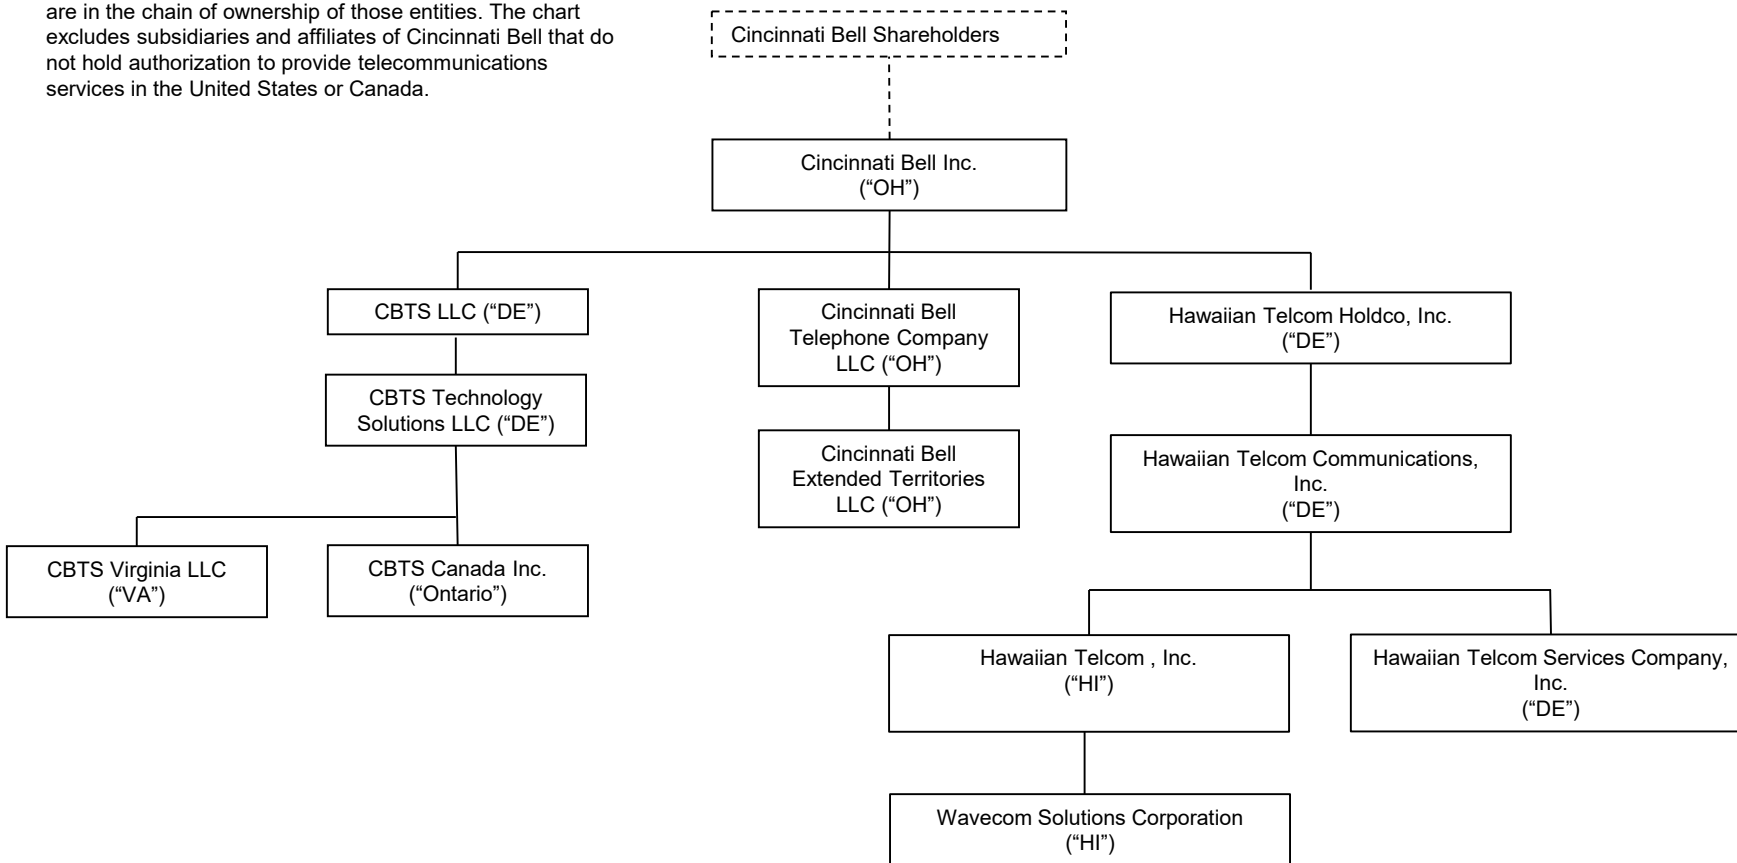 are in the chain of ownership of those entities. The chart
excludes subsidiaries and affiliates of Cincinnati Bell that do
not hold authorization to provide telecommunications
services in the United States or Canada.
Cincinnati Bell Shareholders
Cincinnati Bell Inc.
(“OH”)
CBTS LLC (“DE”)
Cincinnati Bell
Telephone Company
LLC (“OH”)
Hawaiian Telcom Holdco, Inc.
(“DE”)
CBTS Technology
Solutions LLC (“DE”)
Cincinnati Bell
Extended Territories
LLC (“OH”)
Hawaiian Telcom Communications,
Inc.
(“DE”)
CBTS Virginia LLC
(“VA”)
CBTS Canada Inc.
(“Ontario”)
Hawaiian Telcom , Inc.
(“HI”)
Hawaiian Telcom Services Company,
Inc.
(“DE”)
Wavecom Solutions Corporation
(“HI”)